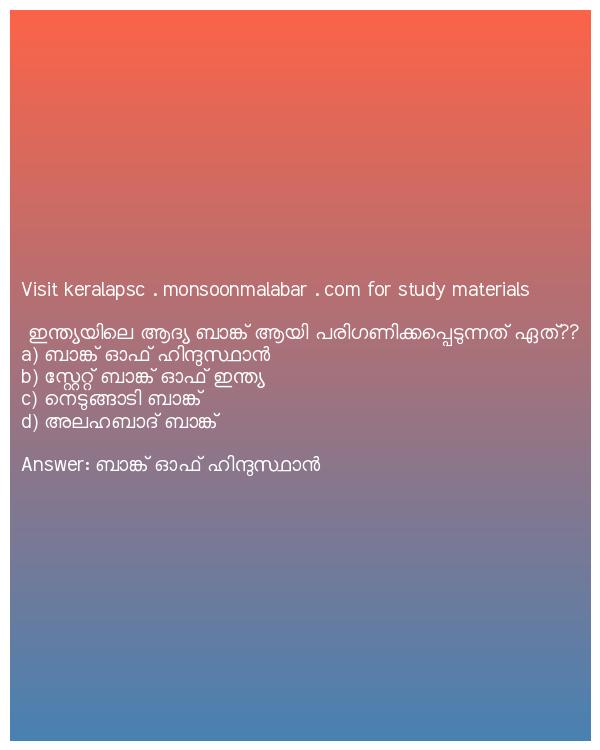 Visit keralapsc . monsoonmalabar . com for study materials
ഇന്ത്യയിലെ ആദ്യ ബാങ്ക് ആയി പരിഗണിക്കപ്പെടുന്നത് ഏത്??
a) ബാങ്ക് ഓഫ് ഹിന്ദുസ്ഥാൻ
b) സ്റ്റേറ്റ് ബാങ്ക് ഓഫ് ഇന്ത്യ
c) നെടുങ്ങാടി ബാങ്ക്
d) അലഹബാദ് ബാങ്ക്
Answer: ബാങ്ക് ഓഫ് ഹിന്ദുസ്ഥാൻ